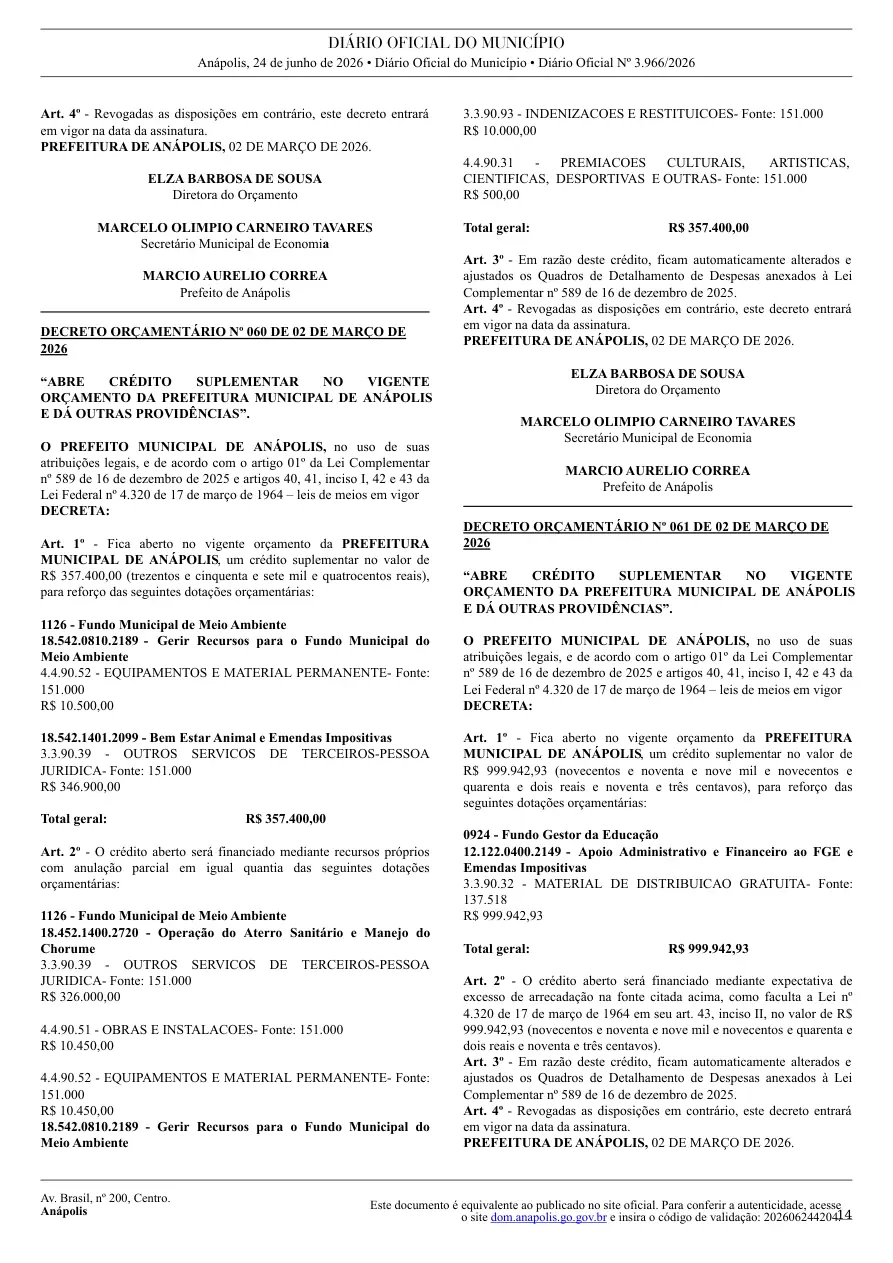 DIÁRIO OFICIAL DO MUNICÍPIO
Anápolis, 24 de junho de 2026 • Diário Oficial do Município • Diário Oficial Nº 3.966/2026
Art. 4º - Revogadas as disposições em contrário, este decreto entrará
em vigor na data da assinatura.
PREFEITURA DE ANÁPOLIS, 02 DE MARÇO DE 2026.
ELZA BARBOSA DE SOUSA
Diretora do Orçamento
MARCELO OLIMPIO CARNEIRO TAVARES
Secretário Municipal de Economia
MARCIO AURELIO CORREA
Prefeito de Anápolis
DECRETO ORÇAMENTÁRIO Nº 060 DE 02 DE MARÇO DE
2026
“ABRE CRÉDITO SUPLEMENTAR NO VIGENTE
ORÇAMENTO DA PREFEITURA MUNICIPAL DE ANÁPOLIS
E DÁ OUTRAS PROVIDÊNCIAS”.
O PREFEITO MUNICIPAL DE ANÁPOLIS, no uso de suas
atribuições legais, e de acordo com o artigo 01º da Lei Complementar
nº 589 de 16 de dezembro de 2025 e artigos 40, 41, inciso I, 42 e 43 da
Lei Federal nº 4.320 de 17 de março de 1964 – leis de meios em vigor
DECRETA:
Art. 1º - Fica aberto no vigente orçamento da PREFEITURA
MUNICIPAL DE ANÁPOLIS, um crédito suplementar no valor de
R$ 357.400,00 (trezentos e cinquenta e sete mil e quatrocentos reais),
para reforço das seguintes dotações orçamentárias:
1126 - Fundo Municipal de Meio Ambiente
18.542.0810.2189 - Gerir Recursos para o Fundo Municipal do
Meio Ambiente
4.4.90.52 - EQUIPAMENTOS E MATERIAL PERMANENTE- Fonte:
151.000
R$ 10.500,00
18.542.1401.2099 - Bem Estar Animal e Emendas Impositivas
3.3.90.39 - OUTROS SERVICOS DE TERCEIROS-PESSOA
JURIDICA- Fonte: 151.000
R$ 346.900,00
Total geral: R$ 357.400,00
Art. 2º - O crédito aberto será financiado mediante recursos próprios
com anulação parcial em igual quantia das seguintes dotações
orçamentárias:
1126 - Fundo Municipal de Meio Ambiente
18.452.1400.2720 - Operação do Aterro Sanitário e Manejo do
Chorume
3.3.90.39 - OUTROS SERVICOS DE TERCEIROS-PESSOA
JURIDICA- Fonte: 151.000
R$ 326.000,00
4.4.90.51 - OBRAS E INSTALACOES- Fonte: 151.000
R$ 10.450,00
4.4.90.52 - EQUIPAMENTOS E MATERIAL PERMANENTE- Fonte:
151.000
R$ 10.450,00
18.542.0810.2189 - Gerir Recursos para o Fundo Municipal do
Meio Ambiente
3.3.90.93 - INDENIZACOES E RESTITUICOES- Fonte: 151.000
R$ 10.000,00
4.4.90.31 - PREMIACOES CULTURAIS, ARTISTICAS,
CIENTIFICAS, DESPORTIVAS E OUTRAS- Fonte: 151.000
R$ 500,00
Total geral: R$ 357.400,00
Art. 3º - Em razão deste crédito, ficam automaticamente alterados e
ajustados os Quadros de Detalhamento de Despesas anexados à Lei
Complementar nº 589 de 16 de dezembro de 2025.
Art. 4º - Revogadas as disposições em contrário, este decreto entrará
em vigor na data da assinatura.
PREFEITURA DE ANÁPOLIS, 02 DE MARÇO DE 2026.
ELZA BARBOSA DE SOUSA
Diretora do Orçamento
MARCELO OLIMPIO CARNEIRO TAVARES
Secretário Municipal de Economia
MARCIO AURELIO CORREA
Prefeito de Anápolis
DECRETO ORÇAMENTÁRIO Nº 061 DE 02 DE MARÇO DE
2026
“ABRE CRÉDITO SUPLEMENTAR NO VIGENTE
ORÇAMENTO DA PREFEITURA MUNICIPAL DE ANÁPOLIS
E DÁ OUTRAS PROVIDÊNCIAS”.
O PREFEITO MUNICIPAL DE ANÁPOLIS, no uso de suas
atribuições legais, e de acordo com o artigo 01º da Lei Complementar
nº 589 de 16 de dezembro de 2025 e artigos 40, 41, inciso I, 42 e 43 da
Lei Federal nº 4.320 de 17 de março de 1964 – leis de meios em vigor
DECRETA:
Art. 1º - Fica aberto no vigente orçamento da PREFEITURA
MUNICIPAL DE ANÁPOLIS, um crédito suplementar no valor de
R$ 999.942,93 (novecentos e noventa e nove mil e novecentos e
quarenta e dois reais e noventa e três centavos), para reforço das
seguintes dotações orçamentárias:
0924 - Fundo Gestor da Educação
12.122.0400.2149 - Apoio Administrativo e Financeiro ao FGE e
Emendas Impositivas
3.3.90.32 - MATERIAL DE DISTRIBUICAO GRATUITA- Fonte:
137.518
R$ 999.942,93
Total geral: R$ 999.942,93
Art. 2º - O crédito aberto será financiado mediante expectativa de
excesso de arrecadação na fonte citada acima, como faculta a Lei nº
4.320 de 17 de março de 1964 em seu art. 43, inciso II, no valor de R$
999.942,93 (novecentos e noventa e nove mil e novecentos e quarenta e
dois reais e noventa e três centavos).
Art. 3º - Em razão deste crédito, ficam automaticamente alterados e
ajustados os Quadros de Detalhamento de Despesas anexados à Lei
Complementar nº 589 de 16 de dezembro de 2025.
Art. 4º - Revogadas as disposições em contrário, este decreto entrará
em vigor na data da assinatura.
PREFEITURA DE ANÁPOLIS, 02 DE MARÇO DE 2026.
Av. Brasil, nº 200, Centro.
Anápolis
Este documento é equivalente ao publicado no site oficial. Para conferir a autenticidade, acesse
o site dom.anapolis.go.gov.br e insira o código de validação:
14